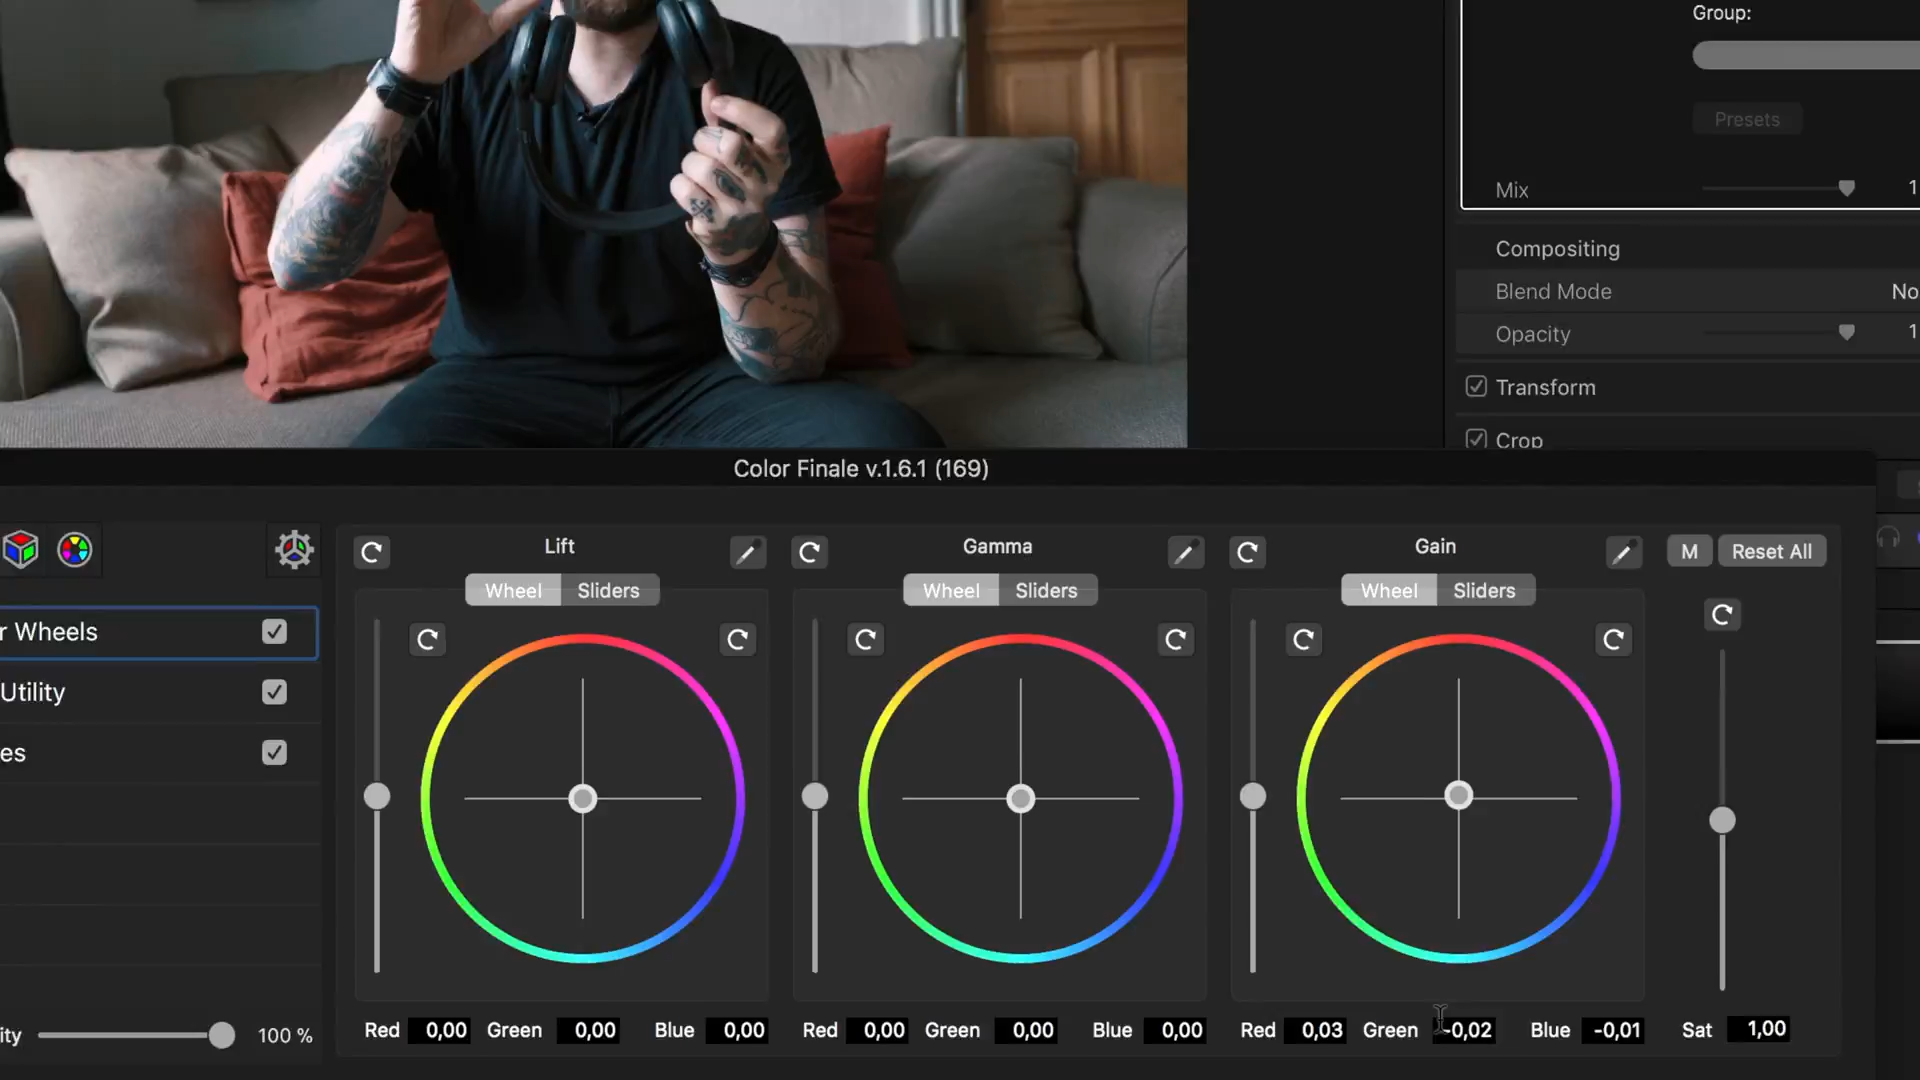 Group:
Presets
Mix
1
Compositing
Blend Mode
No
Opacity
1
Transform
Crop
Color Finale v.1.6.1 (169)
Lift
Gamma
Gain
M
Reset All
Wheel
Sliders
Wheel
Sliders
Wheel
Sliders
r Wheels
Utility
es
ity
100 %
Red 0,00 Green 0,00 Blue 0,00
Red 0,00 Green 0,00 Blue 0,00
Red 0,03 Green -0,02 Blue -0,01
Sat 1,00